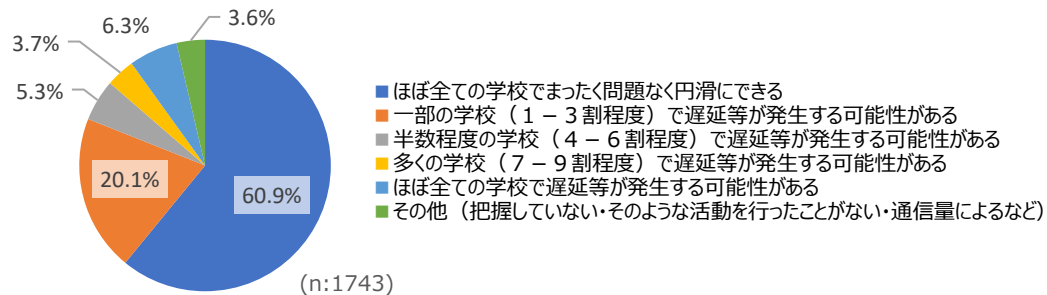 6.3%
3.6%
3.7%
5.3%
20.1%
60.9%
(n:1743)
ほぼ全ての学校でまったく問題なく円滑にできる
一部の学校（１－３割程度）で遅延等が発生する可能性がある
半数程度の学校（４－６割程度）で遅延等が発生する可能性がある
多くの学校（７－９割程度）で遅延等が発生する可能性がある
ほぼ全ての学校で遅延等が発生する可能性がある
その他（把握していない・そのような活動を行ったことがない・通信量によるなど）